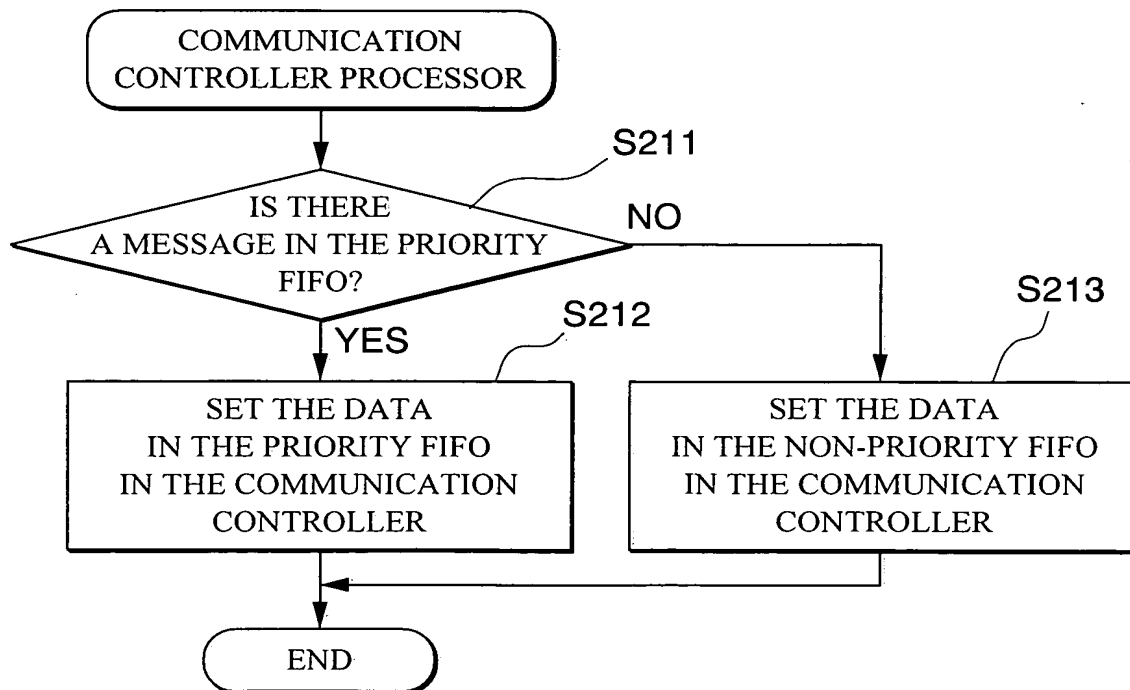 COMMUNICATION
CONTROLLER PROCESSOR
S211
IS THERE
A MESSAGE IN THE PRIORITY
FIFO?
NO
YES
S212
SET THE DATA
IN THE PRIORITY FIFO
IN THE COMMUNICATION
CONTROLLER
S213
SET THE DATA
IN THE NON-PRIORITY FIFO
IN THE COMMUNICATION
CONTROLLER
END